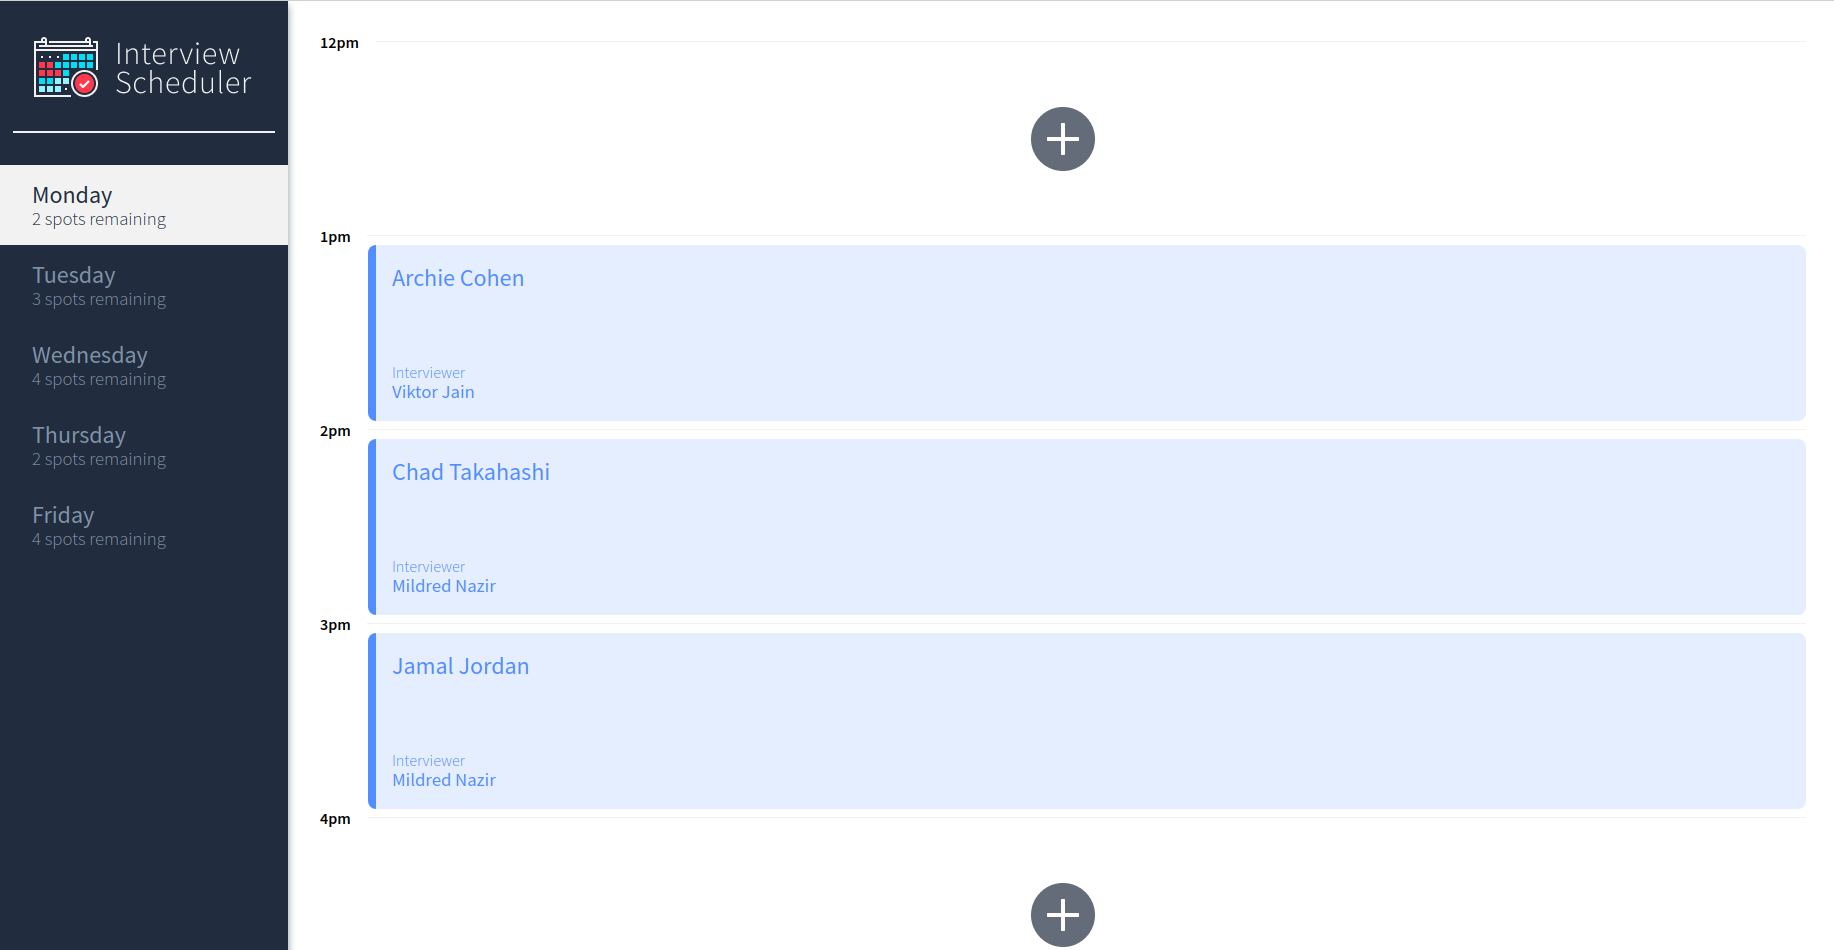 Interview
Scheduler
Monday
2 spots remaining
Tuesday
3 spots remaining
Wednesday
4 spots remaining
Thursday
2 spots remaining
Friday
4 spots remaining
12pm
1pm
Archie Cohen
Interviewer
Viktor Jain
2pm
Chad Takahashi
Interviewer
Mildred Nazir
3pm
Jamal Jordan
Interviewer
Mildred Nazir
4pm